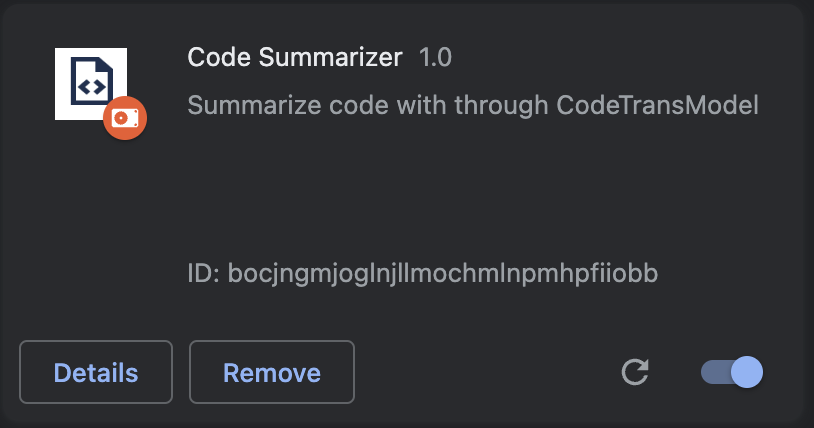 Code Summarizer 1.0
Summarize code with through CodeTransModel
ID: bocjngmjoglnjllmochmlnpmhpfiiobb
Details Remove